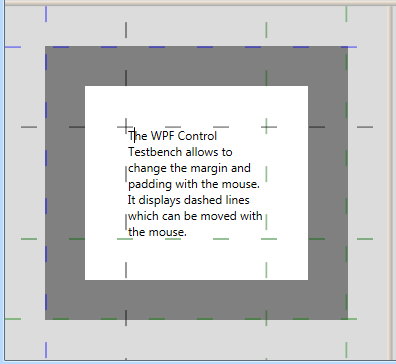 The WPF Control
Testbench allows to
change the margin and
padding with the mouse.
It displays dashed lines
which can be moved with
the mouse.